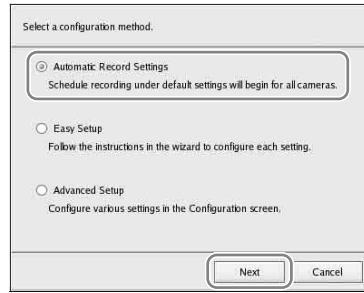 Select a configuration method.
Automatic Record Settings
Schedule recording under default settings will begin for all cameras.
Easy Setup
Follow the instructions in the wizard to configure each setting.
Advanced Setup
Configure various settings in the Configuration screen.
Next Cancel